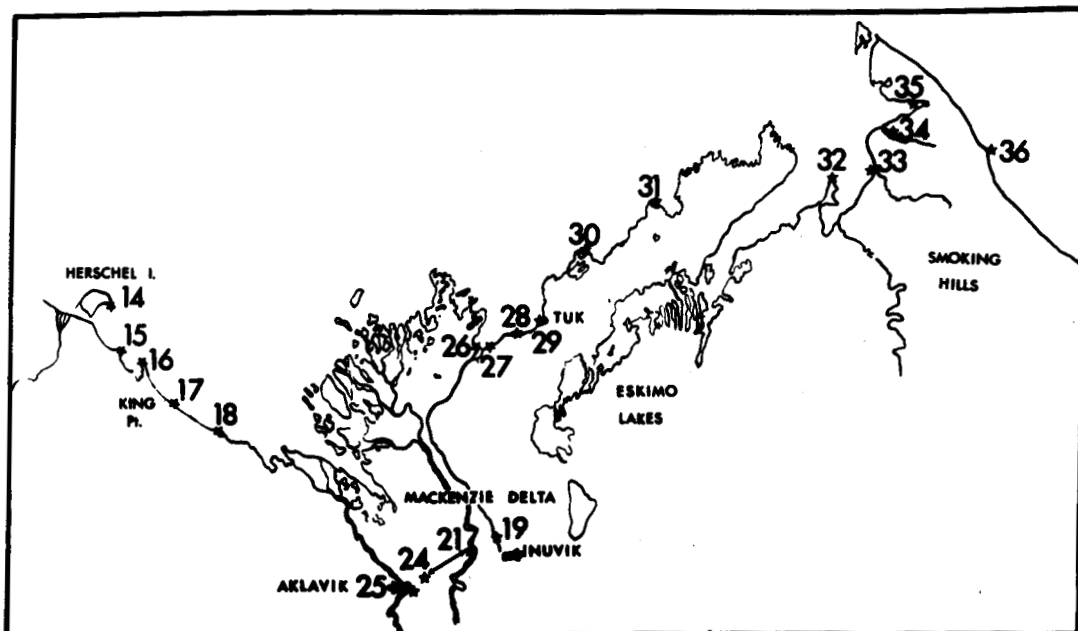 35
34
36
32
33
31
30
HERSCHEL I.
14
SMOKING
HILLS
28
TUK
29
26
27
15
16
17
KING
Pt.
18
ESKIMO
LAKES
MACKENZIE DELTA
19
21
INUVIK
24
AKLAVIK 25